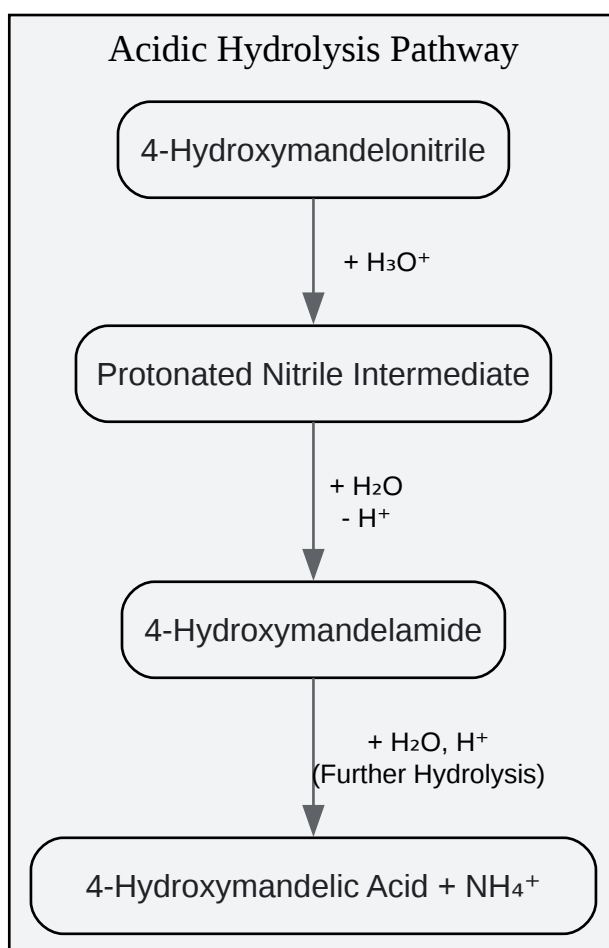 Acidic Hydrolysis Pathway
4-Hydroxymandelonitrile
+ H₃O⁺
Protonated Nitrile Intermediate
+ H₂O
- H⁺
4-Hydroxymandelamide
+ H₂O, H⁺
(Further Hydrolysis)
4-Hydroxymandelic Acid + NH₄⁺